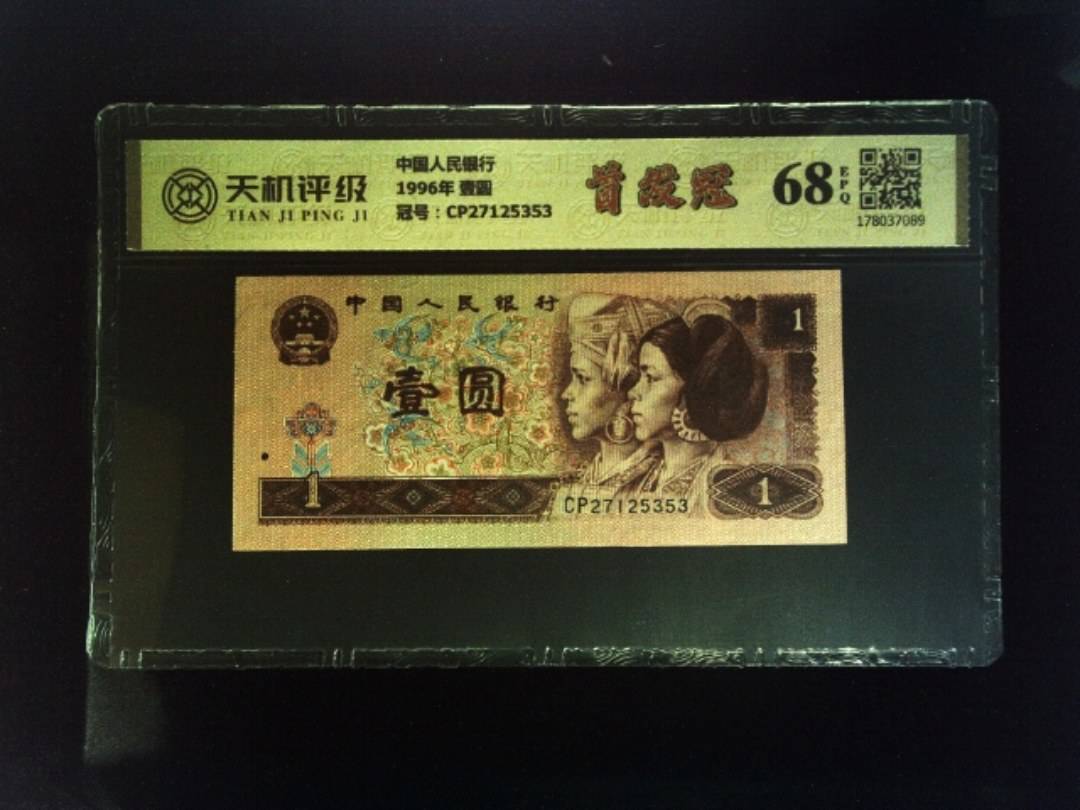 天机评级
TIAN JI PING JI
中国人民银行
1996年 壹圆
冠号：CP27125353
首发冠
68
EPQ
178037089
中国人民银行
1
壹圆
1
CP27125353
1